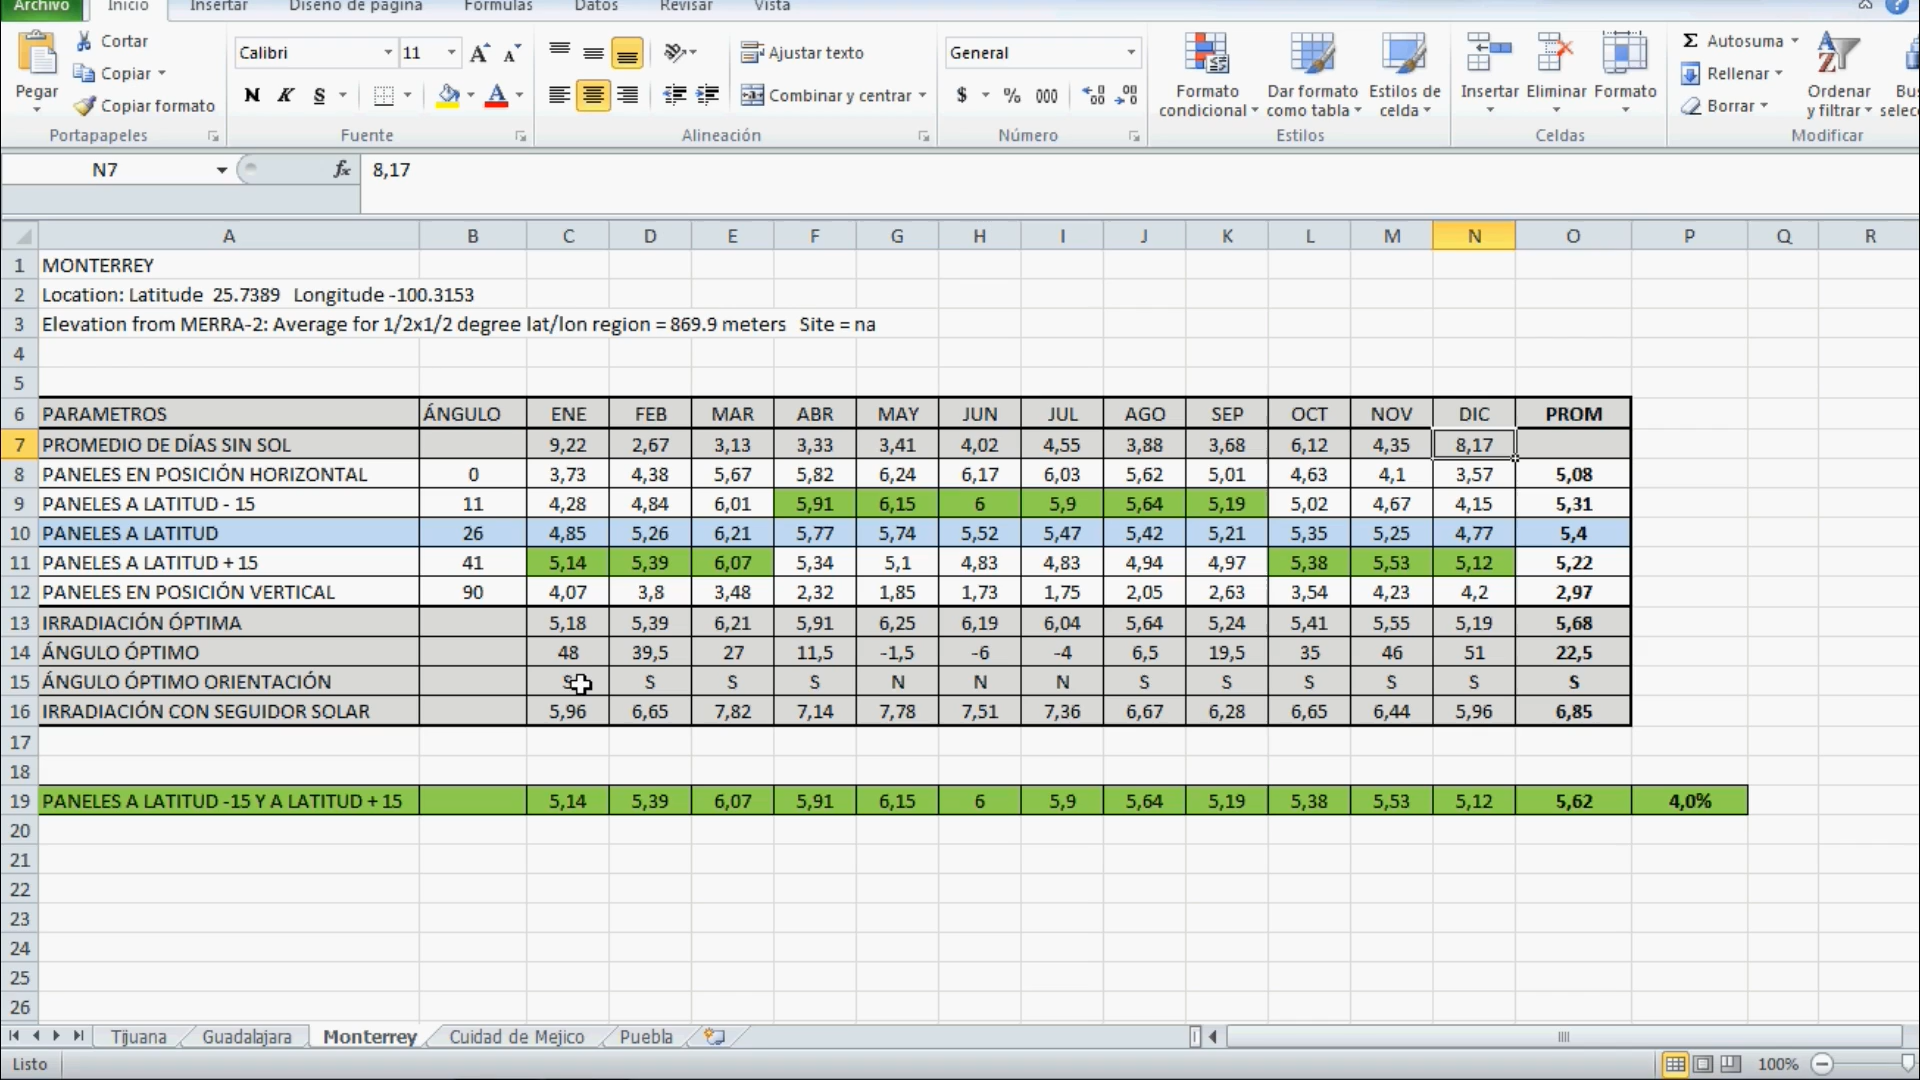 Archivo Inicio Insertar Diseño de página Fórmulas Datos Revisar Vista
Cortar
Copiar
Copiar formato
Pegar
Portapapeles
Calibri 11
N K S
Fuente
Ajustar texto
Combinar y centrar
Alineación
General
$ % 000
Número
Formato condicional
Dar formato como tabla
Estilos de celda
Estilos
Insertar Eliminar Formato
Celdas
Σ Autosuma
Rellenar
Borrar
Ordenar y filtrar
Modificar
N7 fx 8,17
A B C D E F G H I J K L M N O P Q R
1 MONTERREY
2 Location: Latitude 25.7389 Longitude -100.3153
3 Elevation from MERRA-2: Average for 1/2x1/2 degree lat/lon region = 869.9 meters Site = na
4
5
6 PARAMETROS ÁNGULO ENE FEB MAR ABR MAY JUN JUL AGO SEP OCT NOV DIC PROM
7 PROMEDIO DE DÍAS SIN SOL 9,22 2,67 3,13 3,33 3,41 4,02 4,55 3,88 3,68 6,12 4,35 8,17
8 PANELES EN POSICIÓN HORIZONTAL 0 3,73 4,38 5,67 5,82 6,24 6,17 6,03 5,62 5,01 4,63 4,1 3,57 5,08
9 PANELES A LATITUD - 15 11 4,28 4,84 6,01 5,91 6,15 6 5,9 5,64 5,19 5,02 4,67 4,15 5,31
10 PANELES A LATITUD 26 4,85 5,26 6,21 5,77 5,74 5,52 5,47 5,42 5,21 5,35 5,25 4,77 5,4
11 PANELES A LATITUD + 15 41 5,14 5,39 6,07 5,34 5,1 4,83 4,83 4,94 4,97 5,38 5,53 5,12 5,22
12 PANELES EN POSICIÓN VERTICAL 90 4,07 3,8 3,48 2,32 1,85 1,73 1,75 2,05 2,63 3,54 4,23 4,2 2,97
13 IRRADIACIÓN ÓPTIMA 5,18 5,39 6,21 5,91 6,25 6,19 6,04 5,64 5,24 5,41 5,55 5,19 5,68
14 ÁNGULO ÓPTIMO 48 39,5 27 11,5 -1,5 -6 -4 6,5 19,5 35 46 51 22,5
15 ÁNGULO ÓPTIMO ORIENTACIÓN S S S S N N N S S S S S S
16 IRRADIACIÓN CON SEGUIDOR SOLAR 5,96 6,65 7,82 7,14 7,78 7,51 7,36 6,67 6,28 6,65 6,44 5,96 6,85
17
18
19 PANELES A LATITUD -15 Y A LATITUD + 15 5,14 5,39 6,07 5,91 6,15 6 5,9 5,64 5,19 5,38 5,53 5,12 5,62 4,0%
20
21
22
23
24
25
26
Tijuana Guadalajara Monterrey Cuidad de Mejico Puebla
Listo 100%